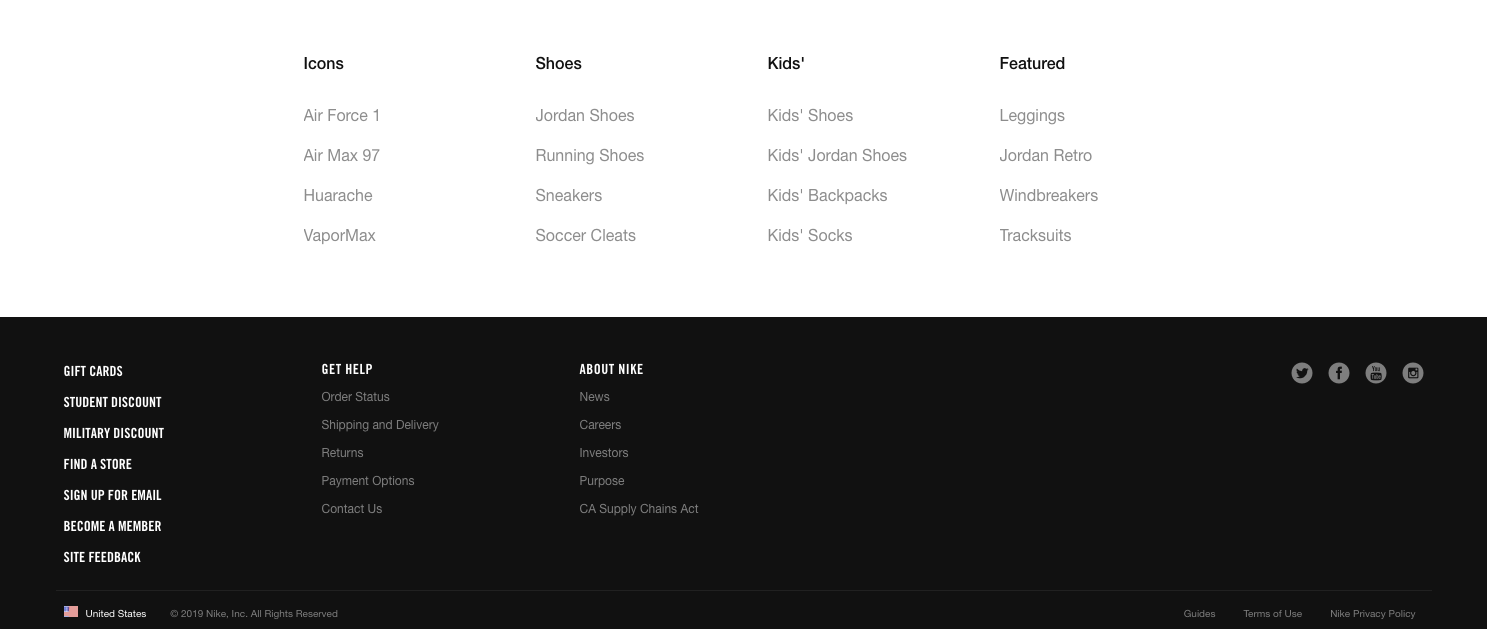 Icons
Air Force 1
Air Max 97
Huarache
VaporMax
Shoes
Jordan Shoes
Running Shoes
Sneakers
Soccer Cleats
Kids'
Kids' Shoes
Kids' Jordan Shoes
Kids' Backpacks
Kids' Socks
Featured
Leggings
Jordan Retro
Windbreakers
Tracksuits
GIFT CARDS
STUDENT DISCOUNT
MILITARY DISCOUNT
FIND A STORE
SIGN UP FOR EMAIL
BECOME A MEMBER
SITE FEEDBACK
GET HELP
Order Status
Shipping and Delivery
Returns
Payment Options
Contact Us
ABOUT NIKE
News
Careers
Investors
Purpose
CA Supply Chains Act
You
Tube
United States
© 2019 Nike, Inc. All Rights Reserved
Guides
Terms of Use
Nike Privacy Policy